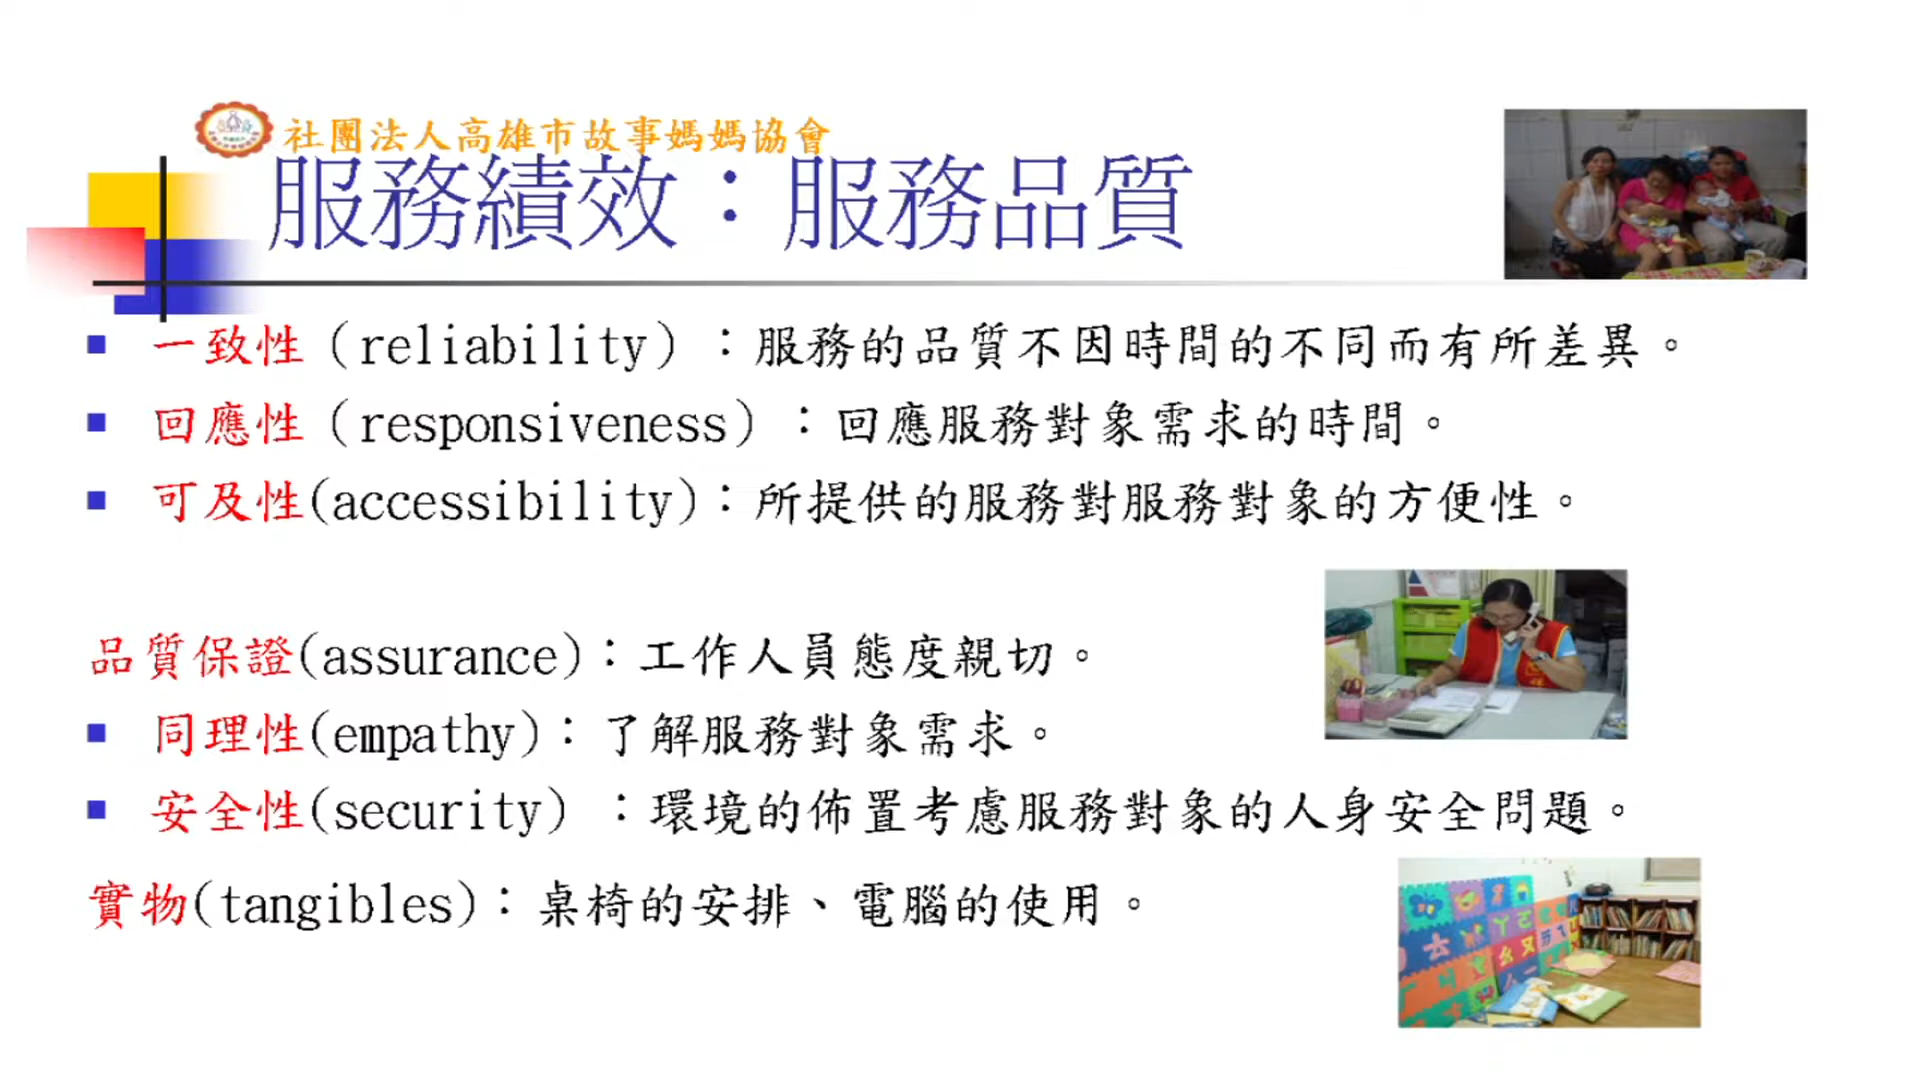 社團法人高雄市故事媽媽協會
服務績效：服務品質
一致性（reliability）：服務的品質不因時間的不同而有所差異。
回應性（responsiveness）：回應服務對象需求的時間。
可及性(accessibility)：所提供的服務對服務對象的方便性。
品質保證(assurance)：工作人員態度親切。
同理性(empathy)：了解服務對象需求。
安全性(security) ：環境的佈置考慮服務對象的人身安全問題。
實物(tangibles)：桌椅的安排、電腦的使用。